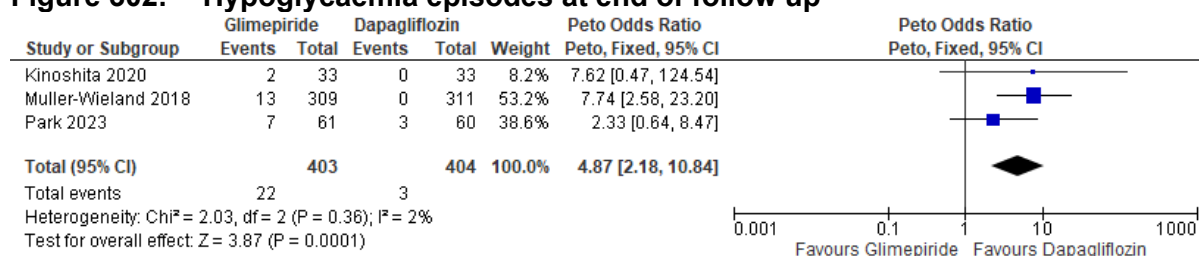 Figure 602: Hypoglycaemia episodes at end of follow up
Glimepiride Dapagliflozin Peto Odds Ratio Peto Odds Ratio
Study or Subgroup Events Total Events Total Weight Peto, Fixed, 95% CI Peto, Fixed, 95% CI
Kinoshita 2020 2 33 0 33 8.2% 7.62 [0.47, 124.54]
Muller-Wieland 2018 13 309 0 311 53.2% 7.74 [2.58, 23.20]
Park 2023 7 61 3 60 38.6% 2.33 [0.64, 8.47]
Total (95% CI) 403 404 100.0% 4.87 [2.18, 10.84]
Total events 22 3
Heterogeneity: Chi² = 2.03, df = 2 (P = 0.36); I² = 2%
Test for overall effect: Z = 3.87 (P = 0.0001)
0.001 0.1 1 10 1000
Favours Glimepiride Favours Dapagliflozin